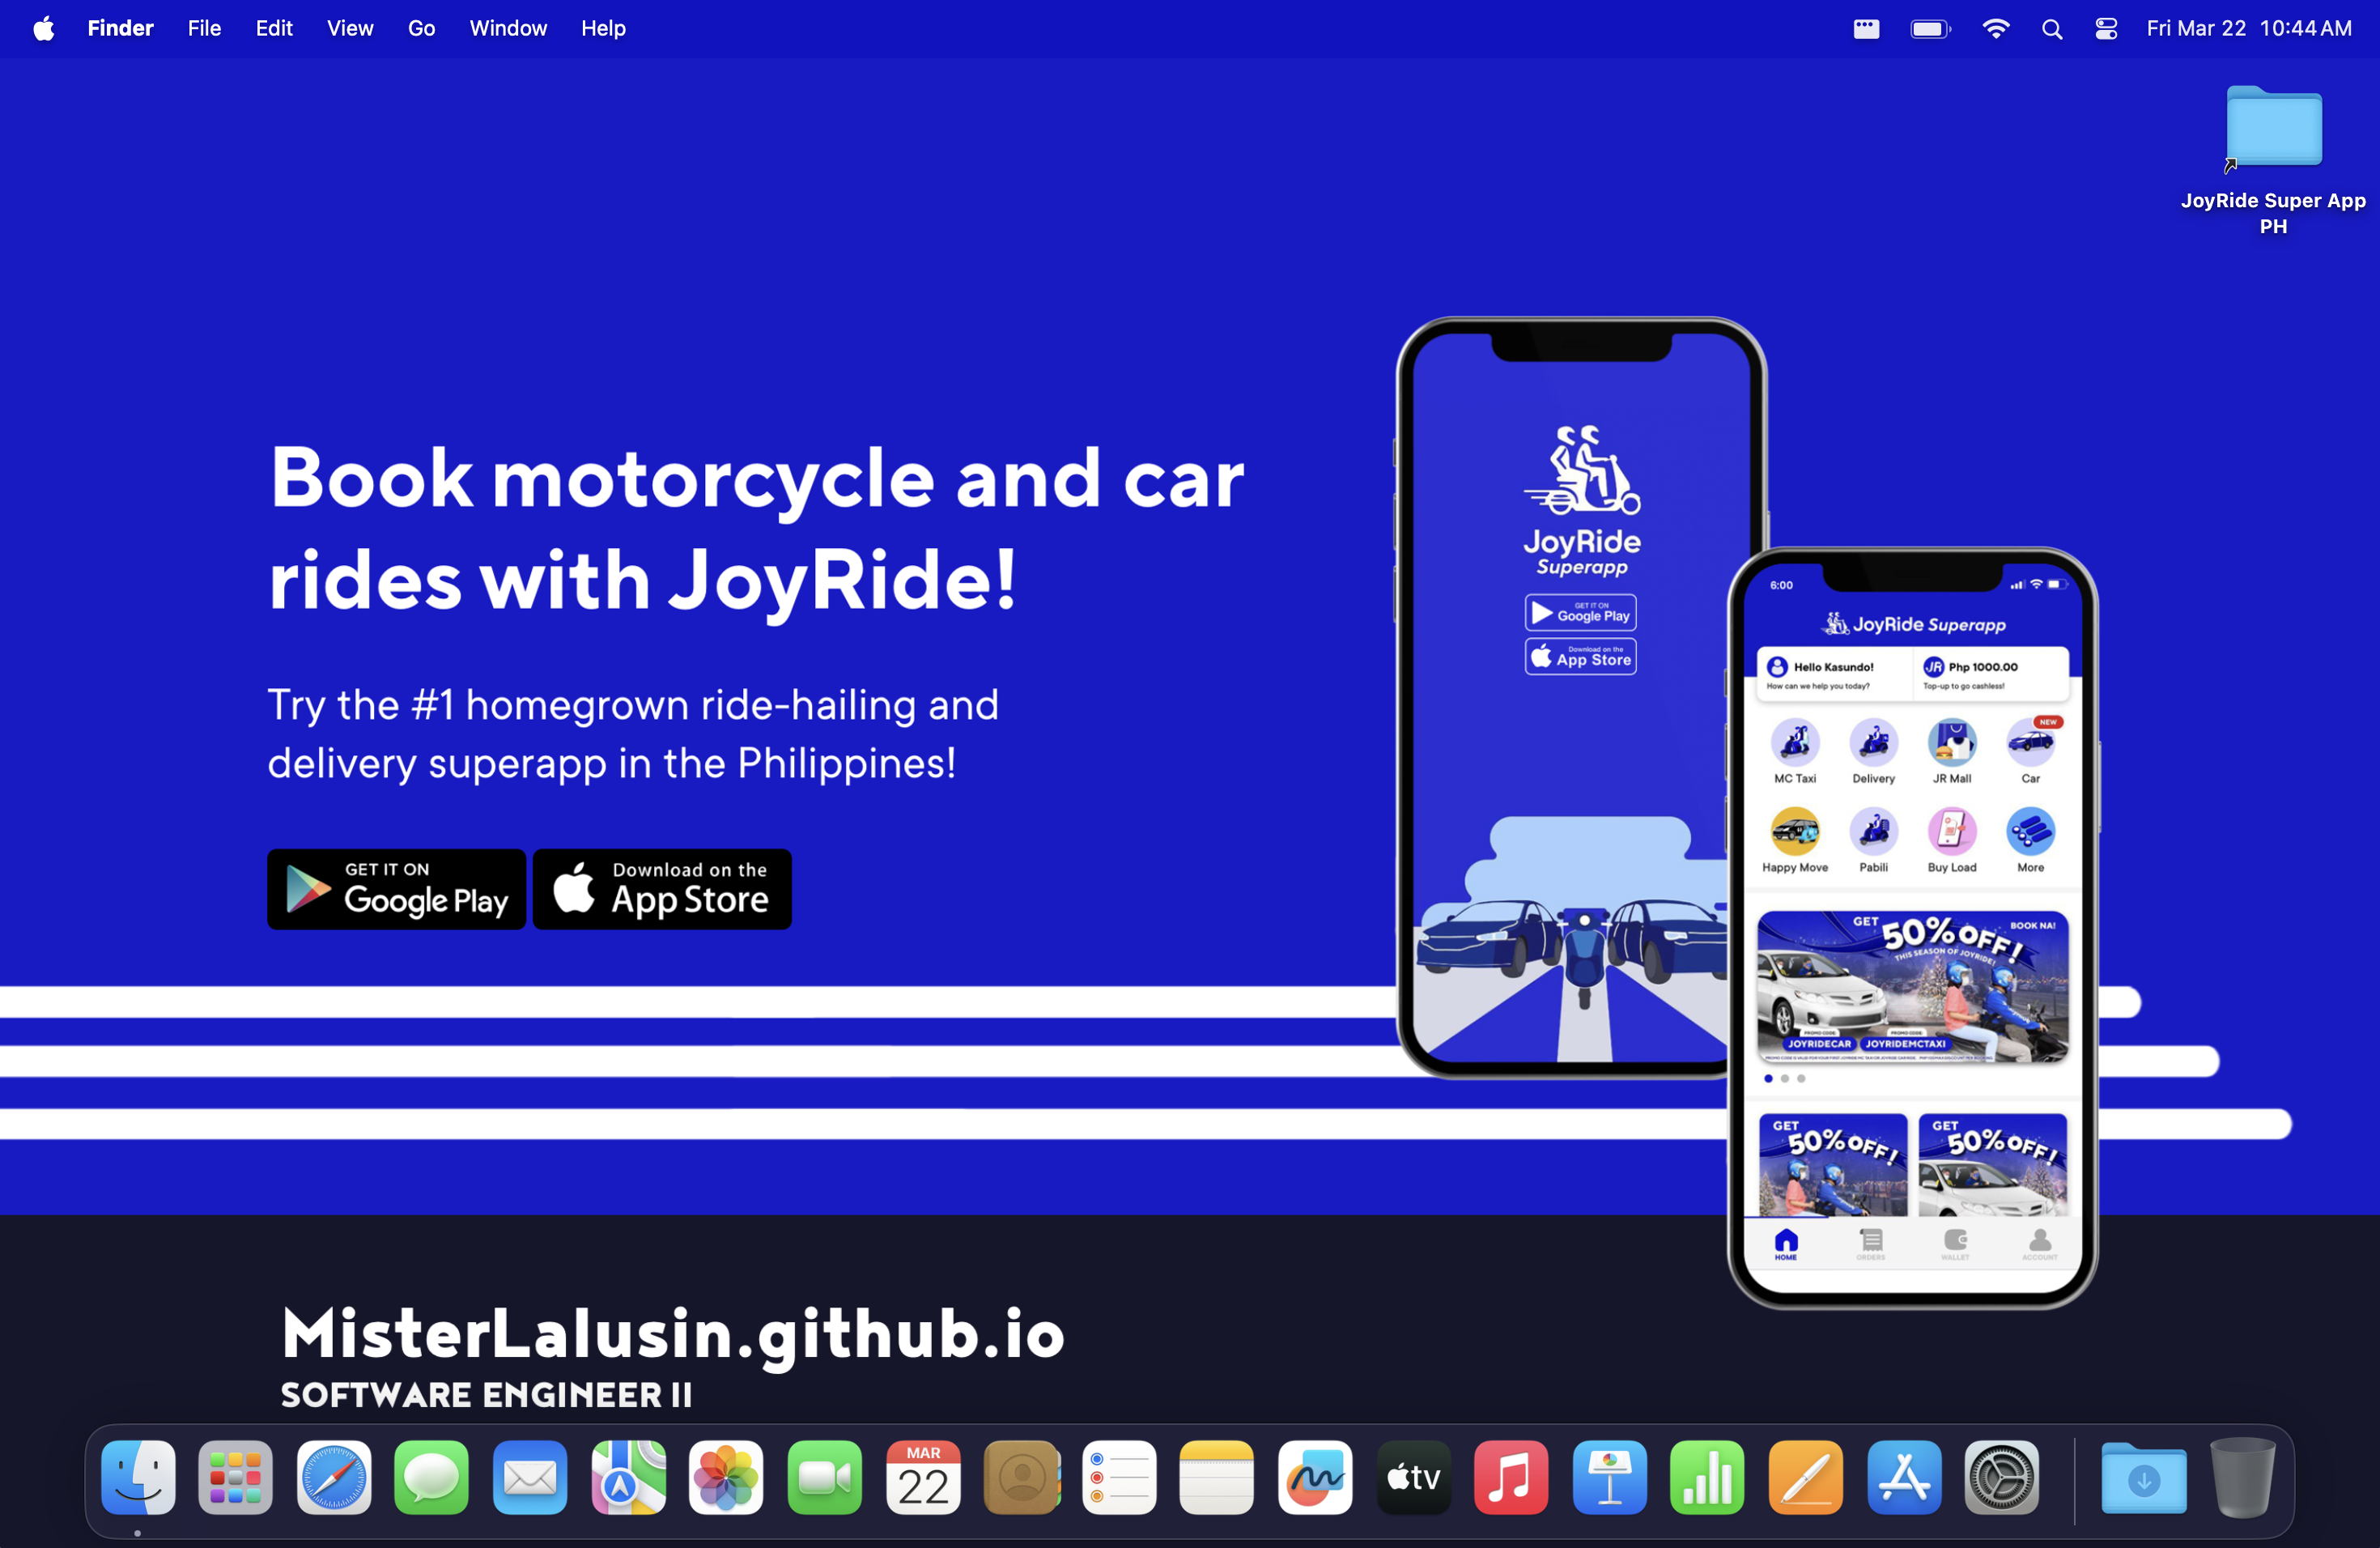 Finder File Edit View Go Window Help
Fri Mar 22 10:44 AM
JoyRide Super App
PH
Book motorcycle and car
rides with JoyRide!
Try the #1 homegrown ride-hailing and
delivery superapp in the Philippines!
GET IT ON
Google Play
Download on the
App Store
JoyRide
Superapp
GET IT ON
Google Play
Download on the
App Store
6:00
JoyRide Superapp
Hello Kasundo!
How can we help you today?
JR Php 1000.00
Top-up to go cashless!
NEW
MC Taxi Delivery JR Mall Car
Happy Move Pabili Buy Load More
GET
50% OFF!
BOOK NA!
THIS SEASON OF JOYRIDE!
PROMO CODE PROMO CODE
JOYRIDECAR JOYRIDEMCTAXI
GET
50% OFF!
GET
50% OFF!
HOME ORDERS WALLET ACCOUNT
MisterLalusin.github.io
SOFTWARE ENGINEER II
MAR
22
tv